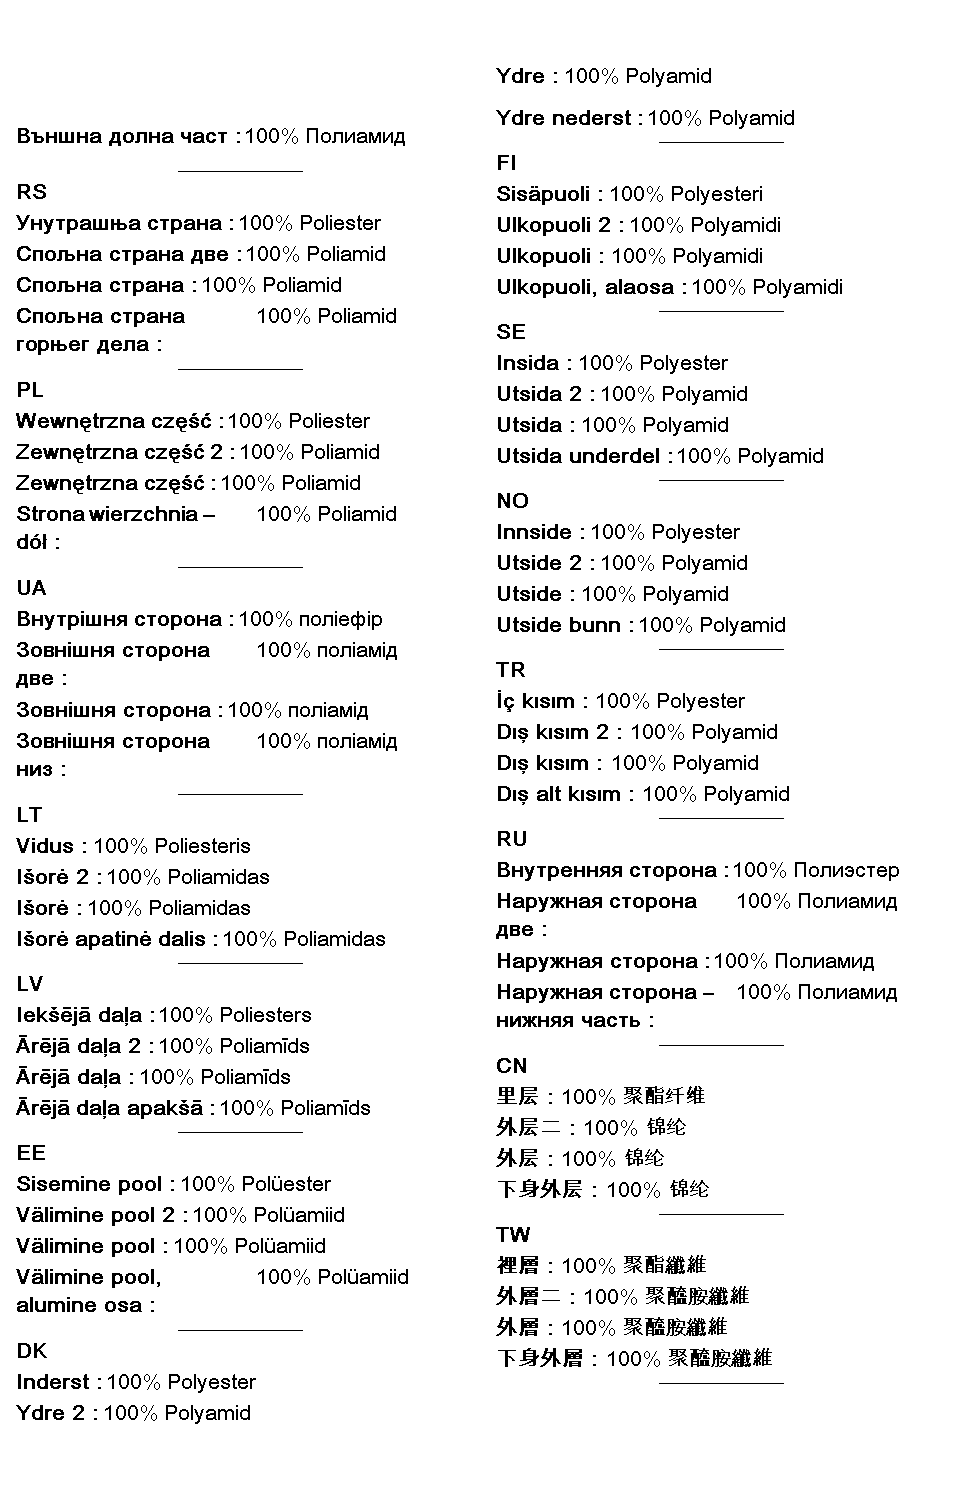 Външна долна част : 100% Полиамид
RS
Унутрашња страна : 100% Poliester
Спољна страна две : 100% Poliamid
Спољна страна : 100% Poliamid
Спољна страна 100% Poliamid
горњег дела :
PL
Wewnętrzna część : 100% Poliester
Zewnętrzna część 2 : 100% Poliamid
Zewnętrzna część : 100% Poliamid
Strona wierzchnia – 100% Poliamid
dół :
UA
Внутрішня сторона : 100% поліефір
Зовнішня сторона 100% поліамід
две :
Зовнішня сторона : 100% поліамід
Зовнішня сторона 100% поліамід
низ :
LT
Vidus : 100% Poliesteris
Išorė 2 : 100% Poliamidas
Išorė : 100% Poliamidas
Išorė apatinė dalis : 100% Poliamidas
LV
Iekšējā daļa : 100% Poliesters
Ārējā daļa 2 : 100% Poliamīds
Ārējā daļa : 100% Poliamīds
Ārējā daļa apakšā : 100% Poliamīds
EE
Sisemine pool : 100% Polüester
Välimine pool 2 : 100% Polüamiid
Välimine pool : 100% Polüamiid
Välimine pool, 100% Polüamiid
alumine osa :
DK
Inderst : 100% Polyester
Ydre 2 : 100% Polyamid
Ydre : 100% Polyamid
Ydre nederst : 100% Polyamid
FI
Sisäpuoli : 100% Polyesteri
Ulkopuoli 2 : 100% Polyamidi
Ulkopuoli : 100% Polyamidi
Ulkopuoli, alaosa : 100% Polyamidi
SE
Insida : 100% Polyester
Utsida 2 : 100% Polyamid
Utsida : 100% Polyamid
Utsida underdel : 100% Polyamid
NO
Innside : 100% Polyester
Utside 2 : 100% Polyamid
Utside : 100% Polyamid
Utside bunn : 100% Polyamid
TR
İç kısım : 100% Polyester
Dış kısım 2 : 100% Polyamid
Dış kısım : 100% Polyamid
Dış alt kısım : 100% Polyamid
RU
Внутренняя сторона : 100% Полиэстер
Наружная сторона 100% Полиамид
две :
Наружная сторона : 100% Полиамид
Наружная сторона – 100% Полиамид
нижняя часть :
CN
里层 : 100% 聚酯纤维
外层二 : 100% 锦纶
外层 : 100% 锦纶
下身外层 : 100% 锦纶
TW
裡層 : 100% 聚酯纖維
外層二 : 100% 聚醯胺纖維
外層 : 100% 聚醯胺纖維
下身外層 : 100% 聚醯胺纖維